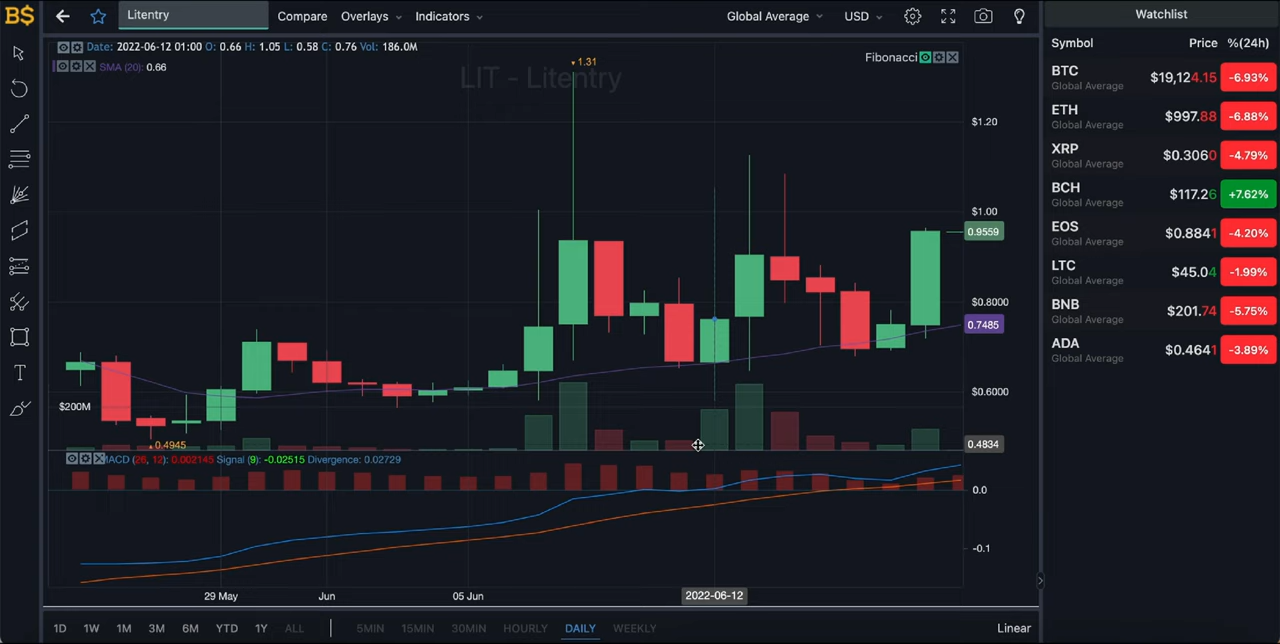 B$
Litentry
Compare Overlays Indicators
Global Average USD
Watchlist
Date: 2022-06-12 01:00 O: 0.66 H: 1.05 L: 0.58 C: 0.76 Vol: 186.0M
SMA (20): 0.66
Fibonacci
LIT - Litentry
1.31
$1.20
$1.00
0.9559
$0.8000
0.7485
$0.6000
$200M
0.4945
0.4834
MACD (26, 12): 0.002145 Signal (9): -0.02515 Divergence: 0.02729
0.0
-0.1
29 May Jun 05 Jun 2022-06-12
1D 1W 1M 3M 6M YTD 1Y ALL 5MIN 15MIN 30MIN HOURLY DAILY WEEKLY Linear
Symbol Price %(24h)
BTC $19,124.15 -6.93%
Global Average
ETH $997.88 -6.88%
Global Average
XRP $0.3060 -4.79%
Global Average
BCH $117.26 +7.62%
Global Average
EOS $0.8841 -4.20%
Global Average
LTC $45.04 -1.99%
Global Average
BNB $201.74 -5.75%
Global Average
ADA $0.4641 -3.89%
Global Average
T